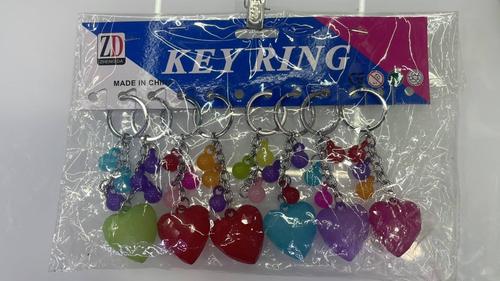 ZD
ZHENGDA
KEY RING
MADE IN CHINA